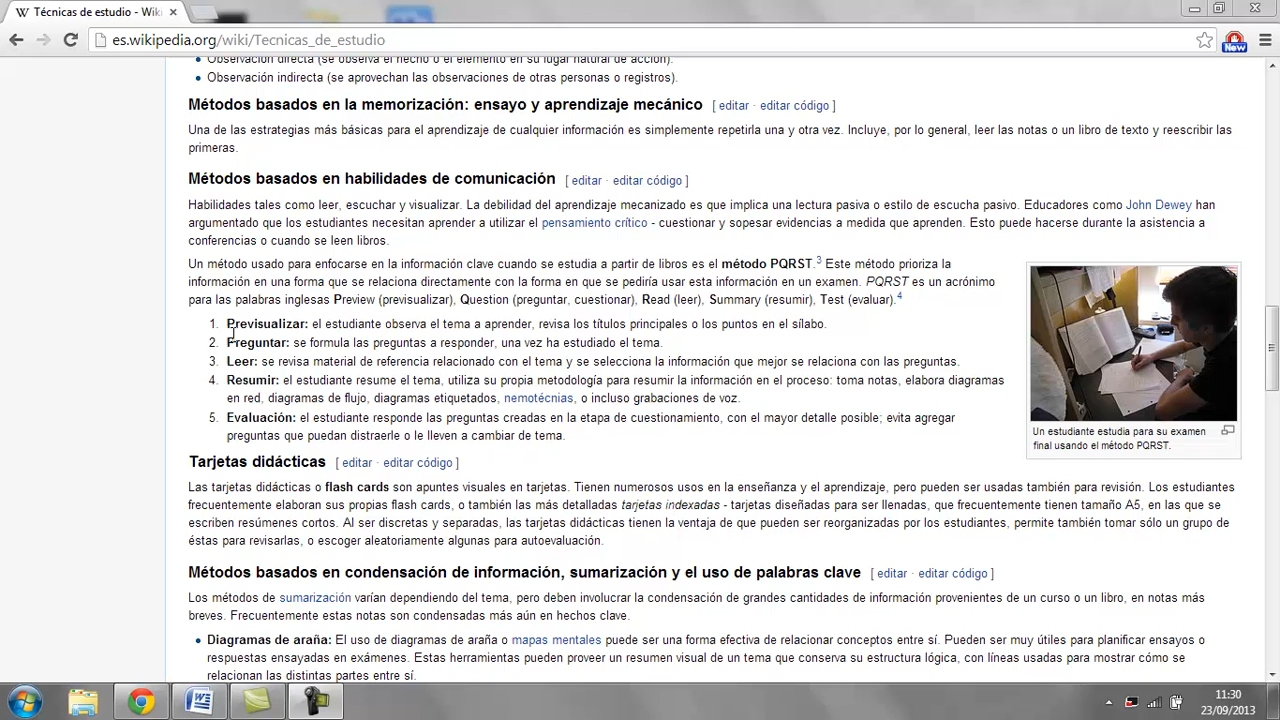 Técnicas de estudio - Wiki
es.wikipedia.org/wiki/Tecnicas_de_estudio
New
Observación directa (se observa el hecho o el elemento en su lugar natural de acción).
Observación indirecta (se aprovechan las observaciones de otras personas o registros).
Métodos basados en la memorización: ensayo y aprendizaje mecánico [ editar · editar código ]
Una de las estrategias más básicas para el aprendizaje de cualquier información es simplemente repetirla una y otra vez. Incluye, por lo general, leer las notas o un libro de texto y reescribir las
primeras.
Métodos basados en habilidades de comunicación [ editar · editar código ]
Habilidades tales como leer, escuchar y visualizar. La debilidad del aprendizaje mecanizado es que implica una lectura pasiva o estilo de escucha pasivo. Educadores como John Dewey han
argumentado que los estudiantes necesitan aprender a utilizar el pensamiento crítico - cuestionar y sopesar evidencias a medida que aprenden. Esto puede hacerse durante la asistencia a
conferencias o cuando se leen libros.
Un método usado para enfocarse en la información clave cuando se estudia a partir de libros es el método PQRST.3 Este método prioriza la
información en una forma que se relaciona directamente con la forma en que se pediría usar esta información en un examen. PQRST es un acrónimo
para las palabras inglesas Preview (previsualizar), Question (preguntar, cuestionar), Read (leer), Summary (resumir), Test (evaluar).4
1. Previsualizar: el estudiante observa el tema a aprender, revisa los títulos principales o los puntos en el sílabo.
2. Preguntar: se formula las preguntas a responder, una vez ha estudiado el tema.
3. Leer: se revisa material de referencia relacionado con el tema y se selecciona la información que mejor se relaciona con las preguntas.
4. Resumir: el estudiante resume el tema, utiliza su propia metodología para resumir la información en el proceso: toma notas, elabora diagramas
en red, diagramas de flujo, diagramas etiquetados, nemotécnias, o incluso grabaciones de voz.
5. Evaluación: el estudiante responde las preguntas creadas en la etapa de cuestionamiento, con el mayor detalle posible; evita agregar
preguntas que puedan distraerle o le lleven a cambiar de tema.
Un estudiante estudia para su examen
final usando el método PQRST.
Tarjetas didácticas [ editar · editar código ]
Las tarjetas didácticas o flash cards son apuntes visuales en tarjetas. Tienen numerosos usos en la enseñanza y el aprendizaje, pero pueden ser usadas también para revisión. Los estudiantes
frecuentemente elaboran sus propias flash cards, o también las más detalladas tarjetas indexadas - tarjetas diseñadas para ser llenadas, que frecuentemente tienen tamaño A5, en las que se
escriben resúmenes cortos. Al ser discretas y separadas, las tarjetas didácticas tienen la ventaja de que pueden ser reorganizadas por los estudiantes, permite también tomar sólo un grupo de
éstas para revisarlas, o escoger aleatoriamente algunas para autoevaluación.
Métodos basados en condensación de información, sumarización y el uso de palabras clave [ editar · editar código ]
Los métodos de sumarización varían dependiendo del tema, pero deben involucrar la condensación de grandes cantidades de información provenientes de un curso o un libro, en notas más
breves. Frecuentemente estas notas son condensadas más aún en hechos clave.
Diagramas de araña: El uso de diagramas de araña o mapas mentales puede ser una forma efectiva de relacionar conceptos entre sí. Pueden ser muy útiles para planificar ensayos o
respuestas ensayadas en exámenes. Estas herramientas pueden proveer un resumen visual de un tema que conserva su estructura lógica, con líneas usadas para mostrar cómo se
relacionan las distintas partes entre sí.
11:30
23/09/2013